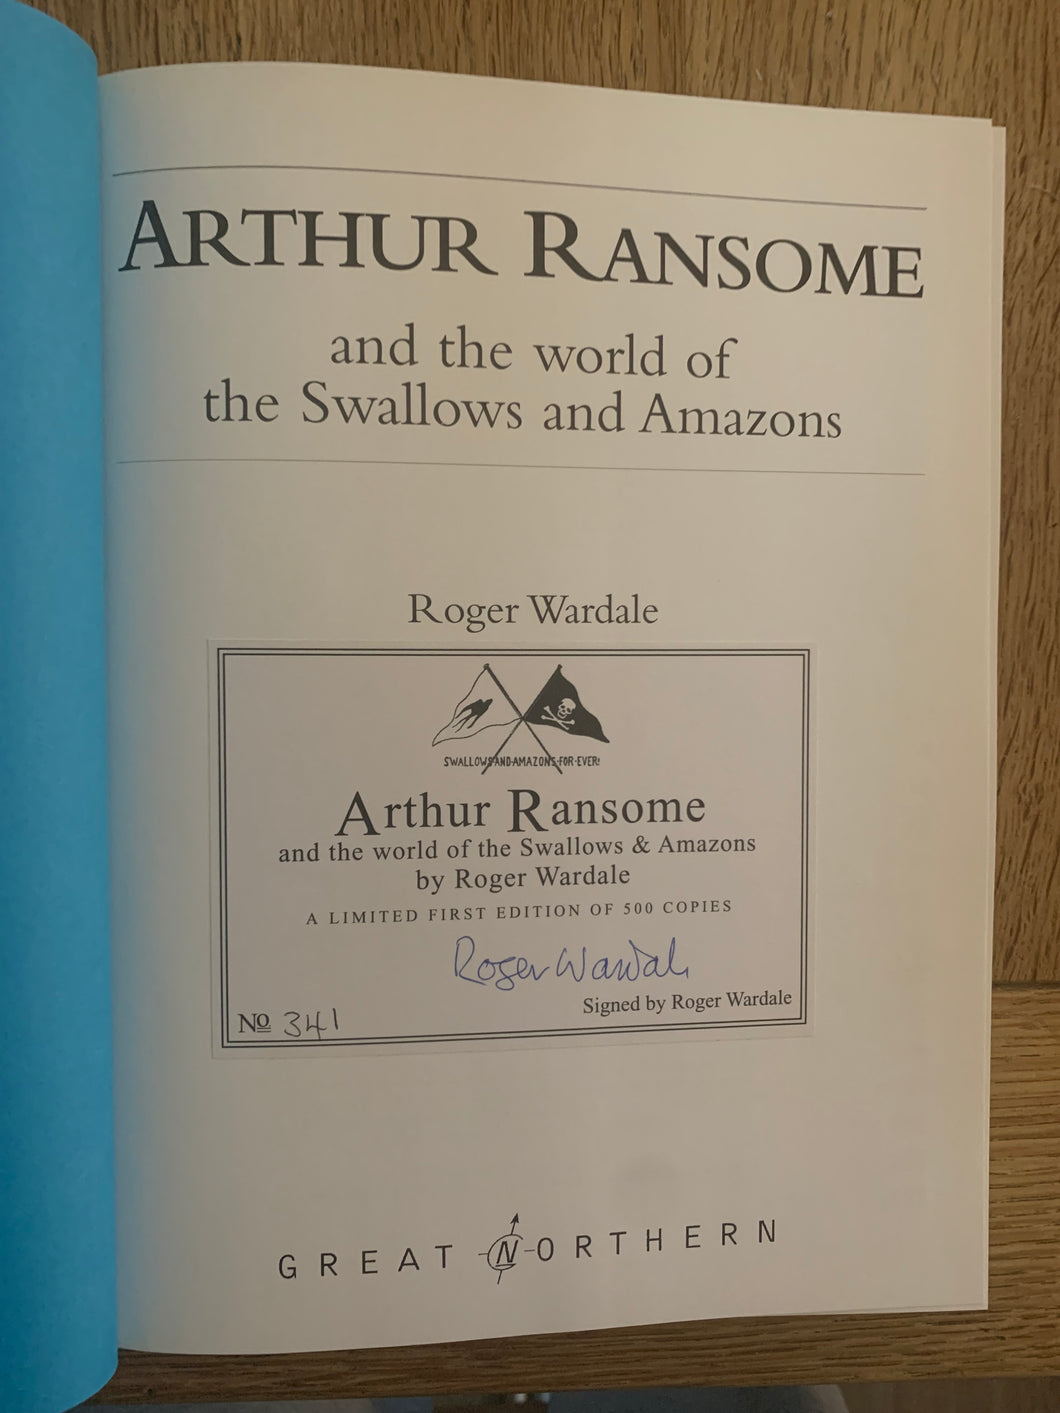 ARTHUR RANSOME
and the world of
the Swallows and Amazons
Roger Wardale
SWALLOWS·AND·AMAZONS·FOR·EVER!
Arthur Ransome
and the world of the Swallows & Amazons
by Roger Wardale
A LIMITED FIRST EDITION OF 500 COPIES
Roger Wardale
Signed by Roger Wardale
No 341
GREAT NORTHERN